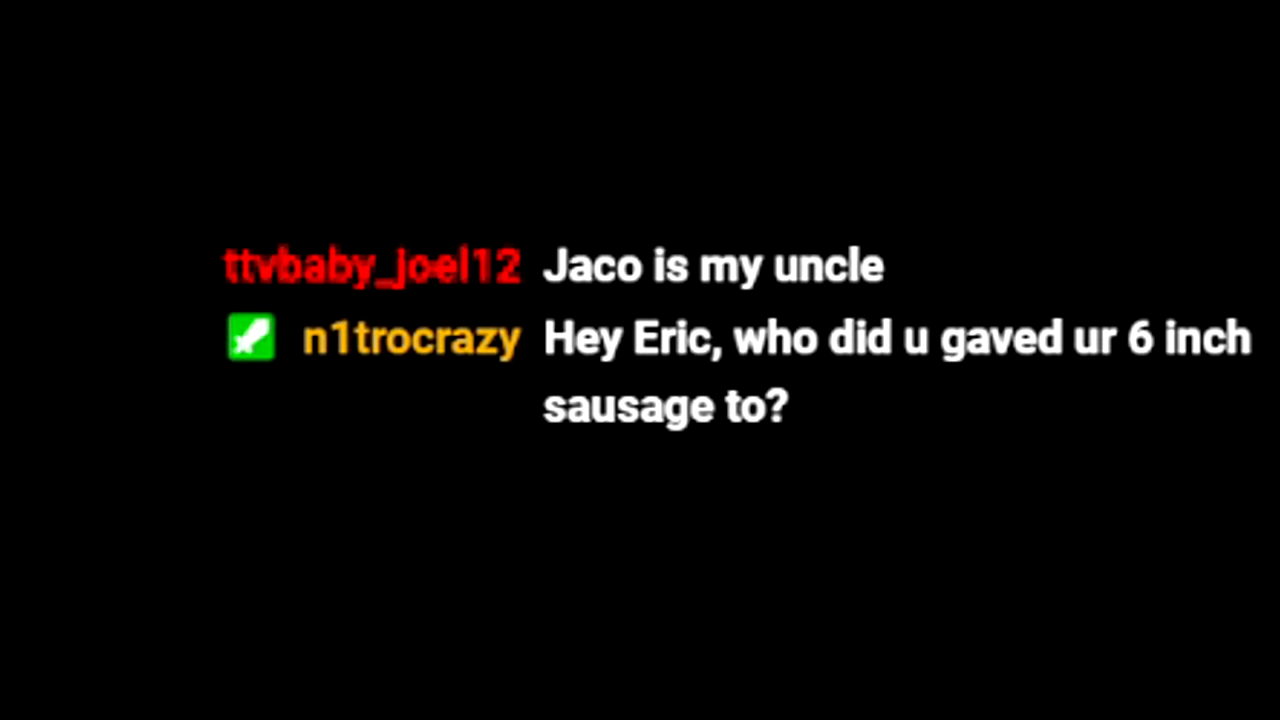 ttvbaby_joel12 Jaco is my uncle
n1trocrazy Hey Eric, who did u gaved ur 6 inch
sausage to?